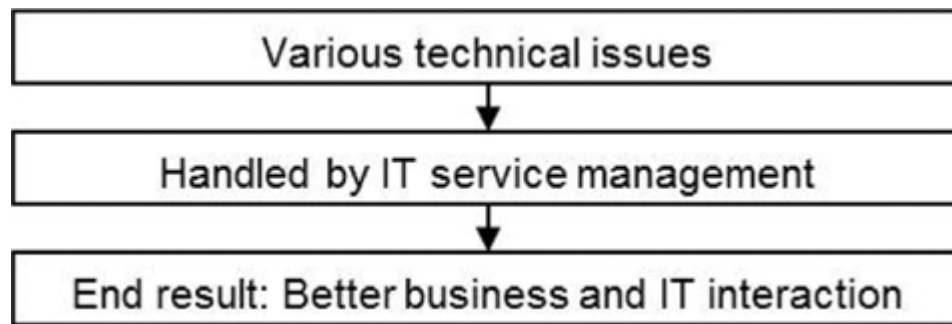 Various technical issues
Handled by IT service management
End result: Better business and IT interaction